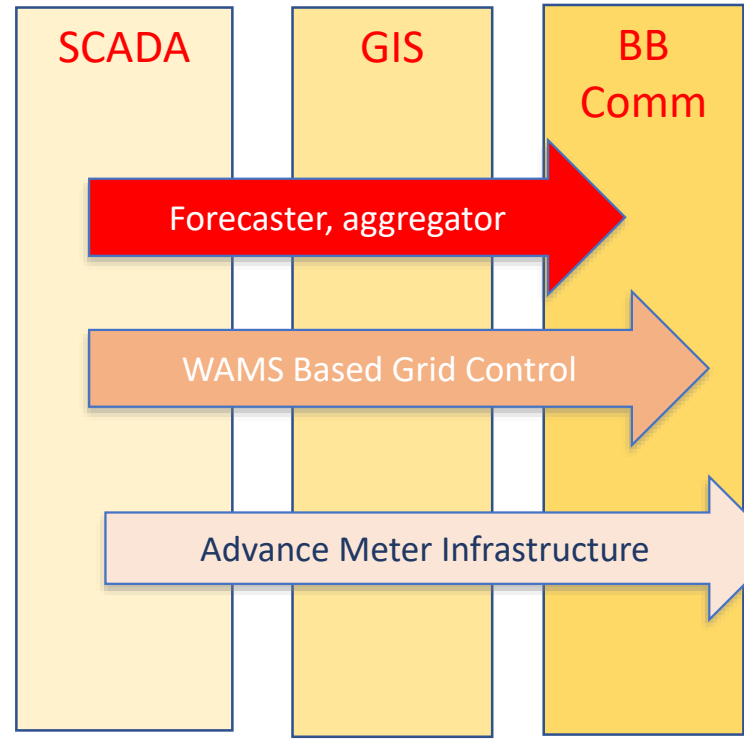 SCADA
GIS
BB
Comm
Forecaster, aggregator
WAMS Based Grid Control
Advance Meter Infrastructure